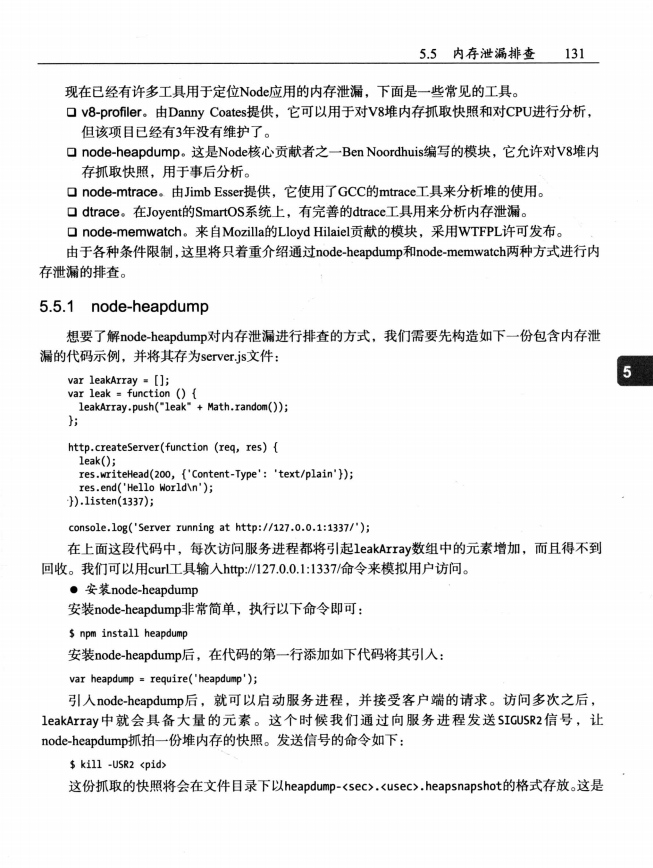 5.5 内存泄漏排查 131
现在已经有许多工具用于定位Node应用的内存泄漏，下面是一些常见的工具。
❑ v8-profiler。由Danny Coates提供，它可以用于对V8堆内存抓取快照和对CPU进行分析，
但该项目已经有3年没有维护了。
❑ node-heapdump。这是Node核心贡献者之一Ben Noordhuis编写的模块，它允许对V8堆内
存抓取快照，用于事后分析。
❑ node-mtrace。由Jimb Esser提供，它使用了GCC的mtrace工具来分析堆的使用。
❑ dtrace。在Joyent的SmartOS系统上，有完善的dtrace工具用来分析内存泄漏。
❑ node-memwatch。来自Mozilla的Lloyd Hilaiel贡献的模块，采用WTFPL许可发布。
由于各种条件限制，这里将只着重介绍通过node-heapdump和node-memwatch两种方式进行内
存泄漏的排查。
5.5.1 node-heapdump
想要了解node-heapdump对内存泄漏进行排查的方式，我们需要先构造如下一份包含内存泄
漏的代码示例，并将其存为server.js文件：
5
var leakArray = [];
var leak = function () {
leakArray.push("leak" + Math.random());
};
http.createServer(function (req, res) {
leak();
res.writeHead(200, {'Content-Type': 'text/plain'});
res.end('Hello World\n');
}).listen(1337);
console.log('Server running at http://127.0.0.1:1337/');
在上面这段代码中，每次访问服务进程都将引起leakArray数组中的元素增加，而且得不到
回收。我们可以用curl工具输入http://127.0.0.1:1337/命令来模拟用户访问。
● 安装node-heapdump
安装node-heapdump非常简单，执行以下命令即可：
$ npm install heapdump
安装node-heapdump后，在代码的第一行添加如下代码将其引入：
var heapdump = require('heapdump');
引入node-heapdump后，就可以启动服务进程，并接受客户端的请求。访问多次之后，
leakArray中就会具备大量的元素。这个时候我们通过向服务进程发送SIGUSR2信号，让
node-heapdump抓拍一份堆内存的快照。发送信号的命令如下：
$ kill -USR2 <pid>
这份抓取的快照将会在文件目录下以heapdump-<sec>.<usec>.heapsnapshot的格式存放。这是